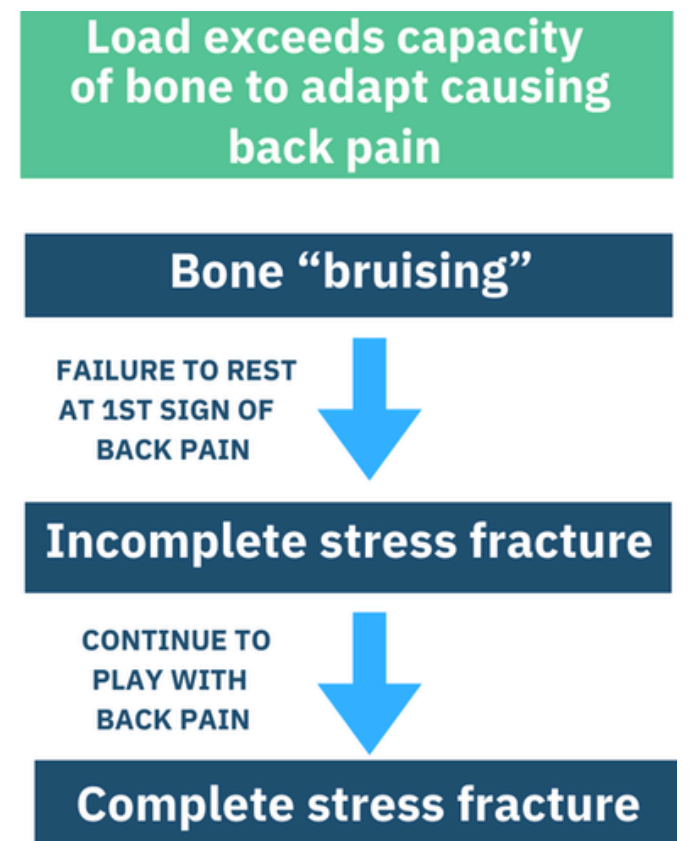 Load exceeds capacity
of bone to adapt causing
back pain
Bone “bruising”
FAILURE TO REST
AT 1ST SIGN OF
BACK PAIN
Incomplete stress fracture
CONTINUE TO
PLAY WITH
BACK PAIN
Complete stress fracture